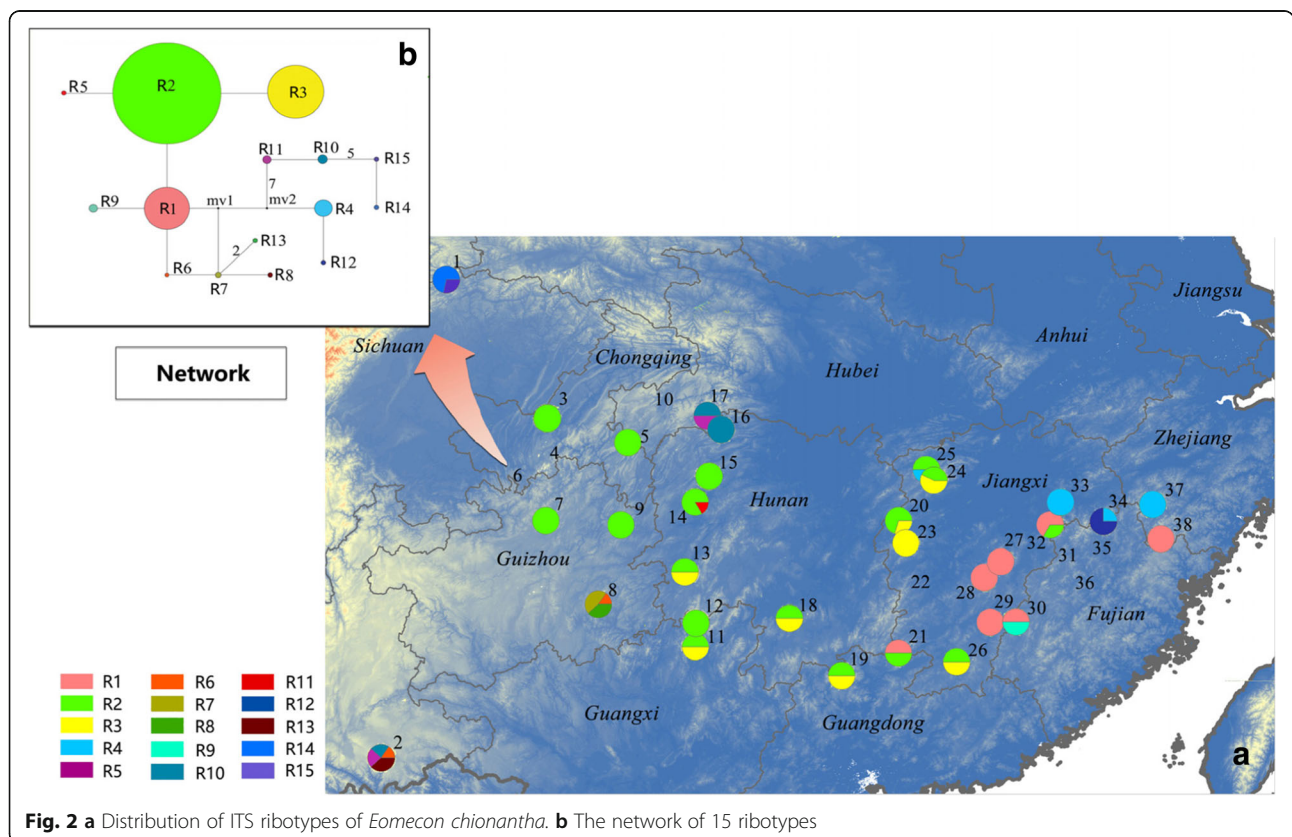 b
R5
R2
R3
R11
R10
5
R15
7
R9
R1
mv1
mv2
R4
R14
R13
2
R6
R7
R8
R12
Network
1
Sichuan
Chongqing
Hubei
Anhui
Jiangsu
Zhejiang
3
10
17
16
4
5
6
15
25
24
Jiangxi
33
34
37
7
9
14
Hunan
20
23
32
31
35
38
Guizhou
13
27
22
28
36
8
12
18
29
30
Fujian
11
21
19
26
Guangxi
Guangdong
2
a
R1 R6 R11
R2 R7 R12
R3 R8 R13
R4 R9 R14
R5 R10 R15
Fig. 2 a Distribution of ITS ribotypes of Eomecon chionantha. b The network of 15 ribotypes